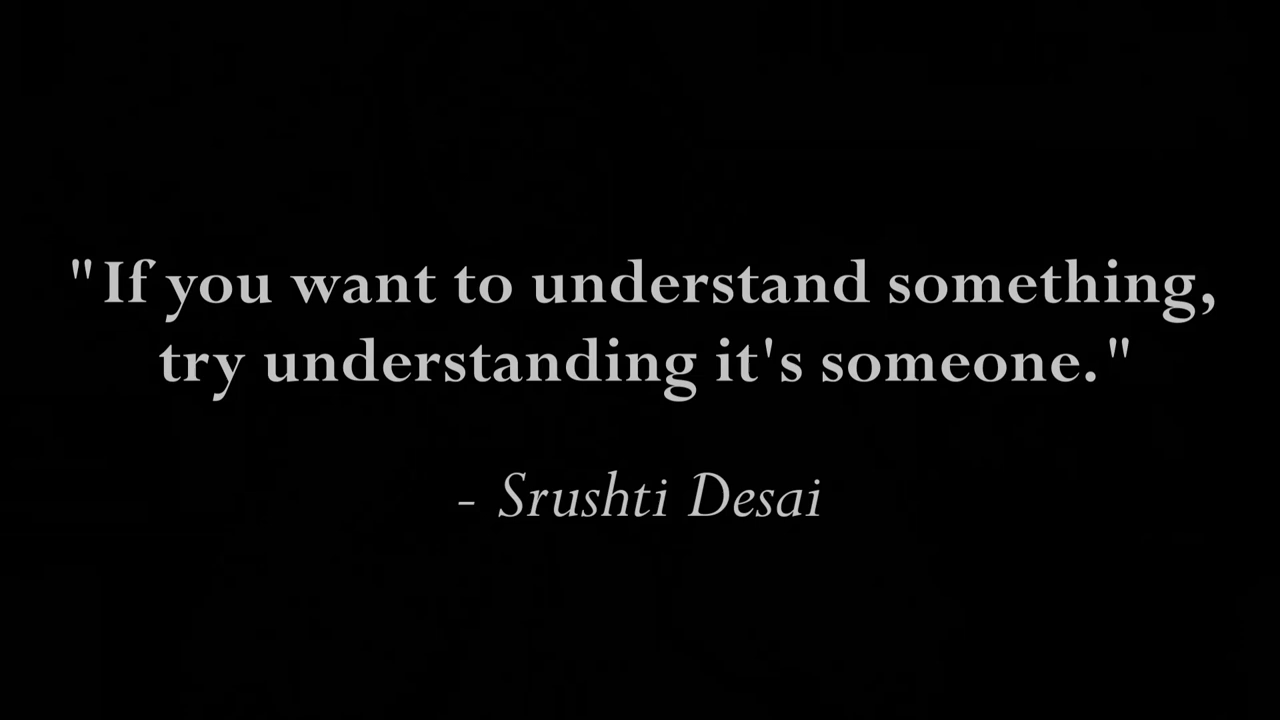 "If you want to understand something,
try understanding it's someone."
- Srushti Desai